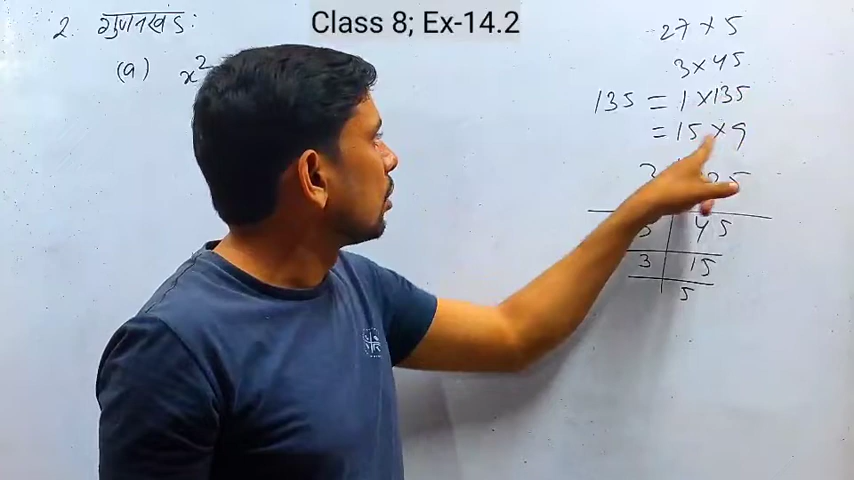 Class 8; Ex-14.2
2. गुणनखंड:
(a) x²
27 × 5
3 × 45
135 = 1 × 135
= 15 × 9
3
3 | 45
3 | 15
5